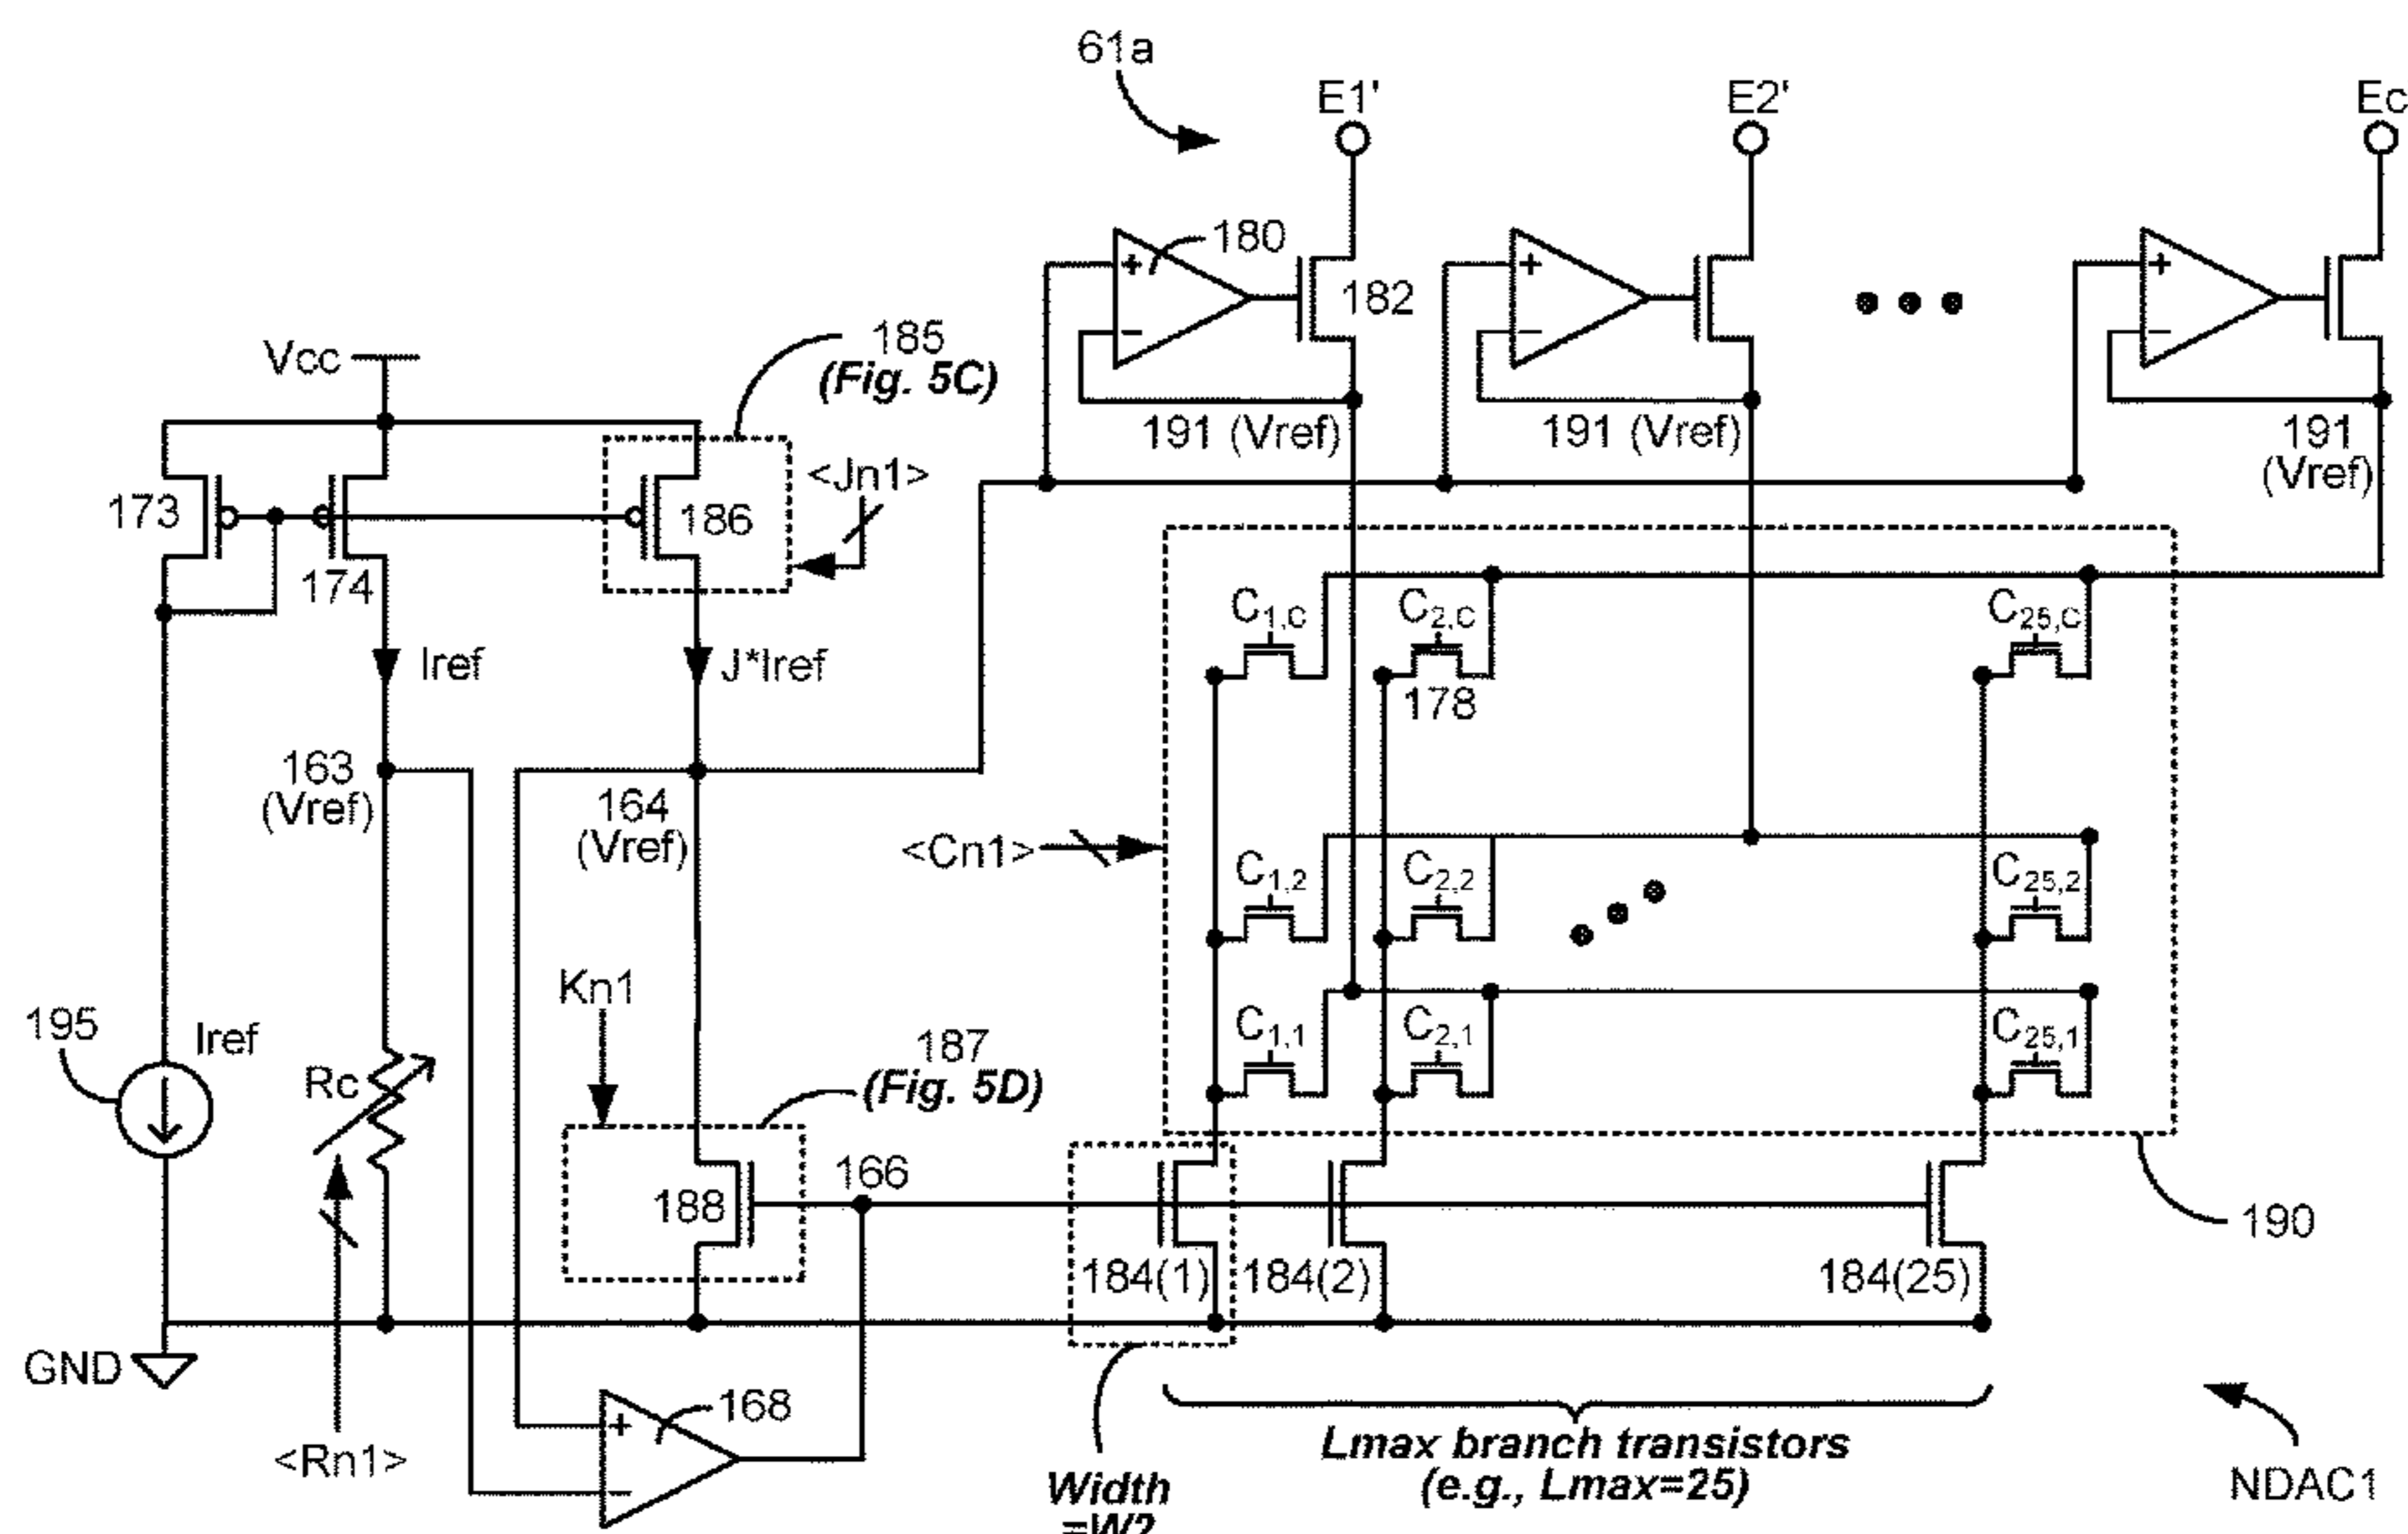 61a
E1'
E2'
Ec
180
182
185
(Fig. 5C)
Vcc
191 (Vref)
191 (Vref)
191
(Vref)
<Jn1>
173
186
174
C1,C
C2,C
C25,C
Iref
J*Iref
178
163
(Vref)
164
(Vref)
<Cn1>
C1,2
C2,2
C25,2
Kn1
195
Iref
Rc
187
(Fig. 5D)
C1,1
C2,1
C25,1
166
188
190
184(1)
184(2)
184(25)
GND
168
<Rn1>
Lmax branch transistors
(e.g., Lmax=25)
Width
=W2
NDAC1